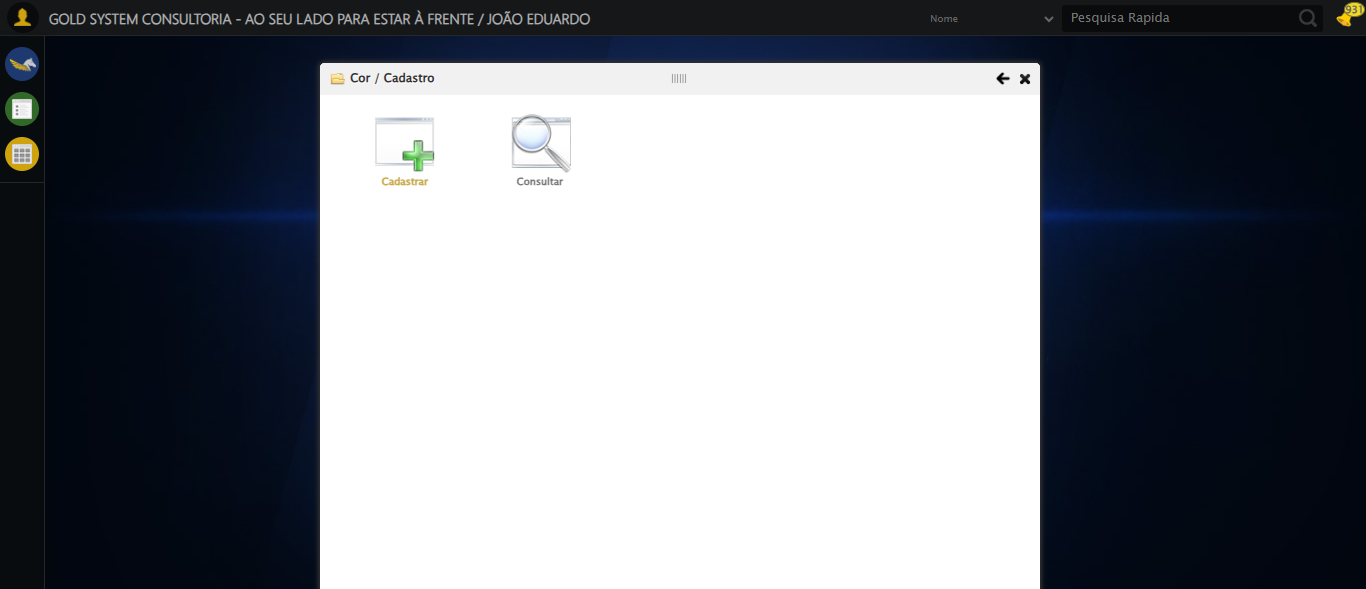 GOLD SYSTEM CONSULTORIA - AO SEU LADO PARA ESTAR À FRENTE / JOÃO EDUARDO
Nome
Pesquisa Rapida
931
Cor / Cadastro
Cadastrar
Consultar